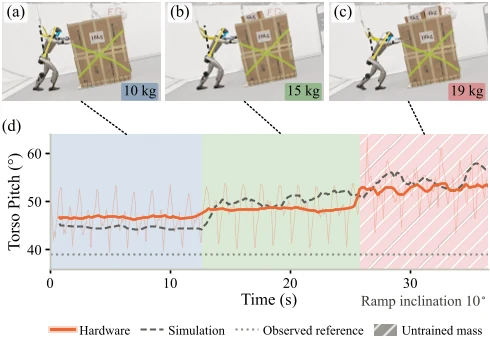 (a)
(b)
(c)
10kg
10 kg
15 kg
19 kg
(d)
Torso Pitch (°)
60
50
40
0
10
20
30
Time (s)
Ramp inclination 10°
Hardware
Simulation
Observed reference
Untrained mass